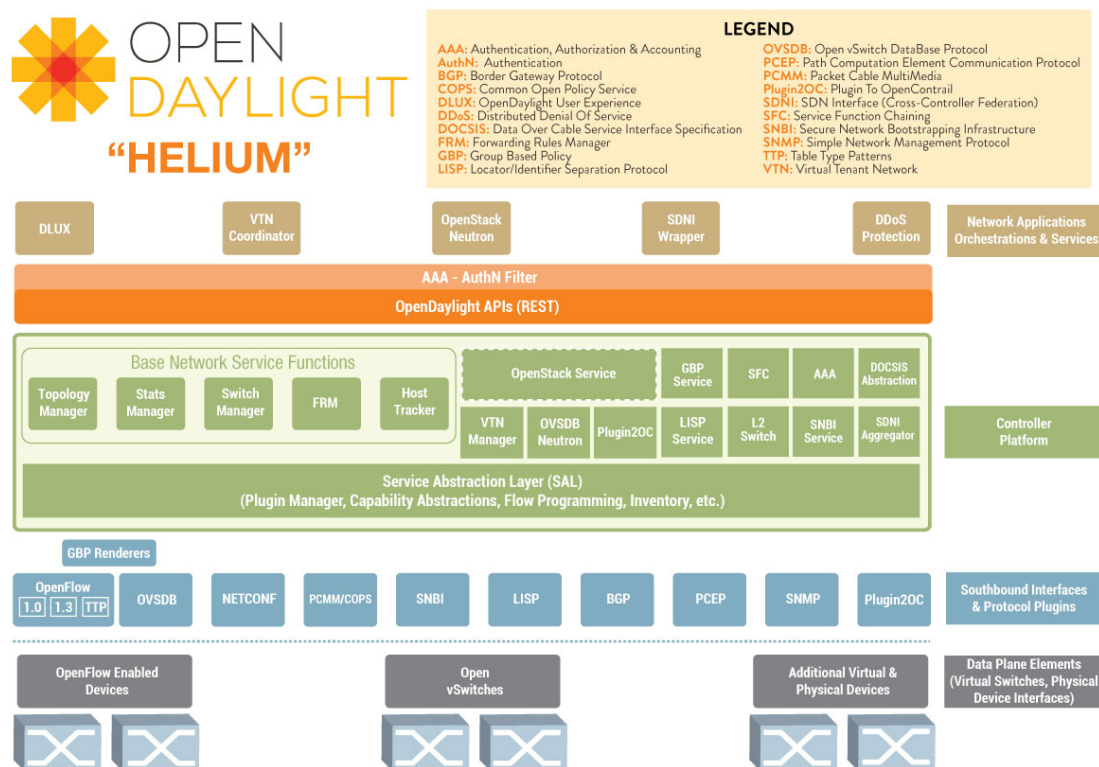 OPEN
DAYLIGHT
“HELIUM”
LEGEND
AAA: Authentication, Authorization & Accounting
AuthN: Authentication
BGP: Border Gateway Protocol
COPS: Common Open Policy Service
DLUX: OpenDaylight User Experience
DDoS: Distributed Denial Of Service
DOCSIS: Data Over Cable Service Interface Specification
FRM: Forwarding Rules Manager
GBP: Group Based Policy
LISP: Locator/Identifier Separation Protocol
OVSDB: Open vSwitch DataBase Protocol
PCEP: Path Computation Element Communication Protocol
PCMM: Packet Cable MultiMedia
Plugin2OC: Plugin To OpenContrail
SDNI: SDN Interface (Cross-Controller Federation)
SFC: Service Function Chaining
SNBI: Secure Network Bootstrapping Infrastructure
SNMP: Simple Network Management Protocol
TTP: Table Type Patterns
VTN: Virtual Tenant Network
DLUX
VTN
Coordinator
OpenStack
Neutron
SDNI
Wrapper
DDoS
Protection
Network Applications
Orchestrations & Services
AAA - AuthN Filter
OpenDaylight APIs (REST)
Base Network Service Functions
Topology
Manager
Stats
Manager
Switch
Manager
FRM
Host
Tracker
OpenStack Service
GBP
Service
SFC
AAA
DOCSIS
Abstraction
VTN
Manager
OVSDB
Neutron
Plugin2OC
LISP
Service
L2
Switch
SNBI
Service
SDNI
Aggregator
Controller
Platform
Service Abstraction Layer (SAL)
(Plugin Manager, Capability Abstractions, Flow Programming, Inventory, etc.)
GBP Renderers
OpenFlow
1.0 1.3 TTP
OVSDB
NETCONF
PCMM/COPS
SNBI
LISP
BGP
PCEP
SNMP
Plugin2OC
Southbound Interfaces
& Protocol Plugins
OpenFlow Enabled
Devices
Open
vSwitches
Additional Virtual &
Physical Devices
Data Plane Elements
(Virtual Switches, Physical
Device Interfaces)